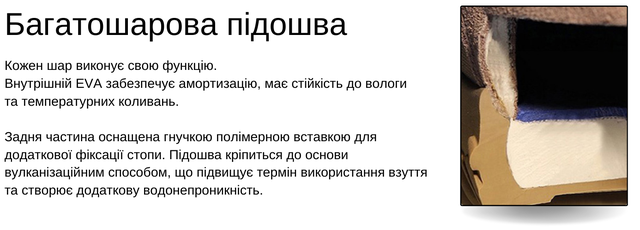 Багатошарова підошва
Кожен шар виконує свою функцію.
Внутрішній EVA забезпечує амортизацію, має стійкість до вологи
та температурних коливань.
Задня частина оснащена гнучкою полімерною вставкою для
додаткової фіксації стопи. Підошва кріпиться до основи
вулканізаційним способом, що підвищує термін використання взуття
та створює додаткову водонепроникність.